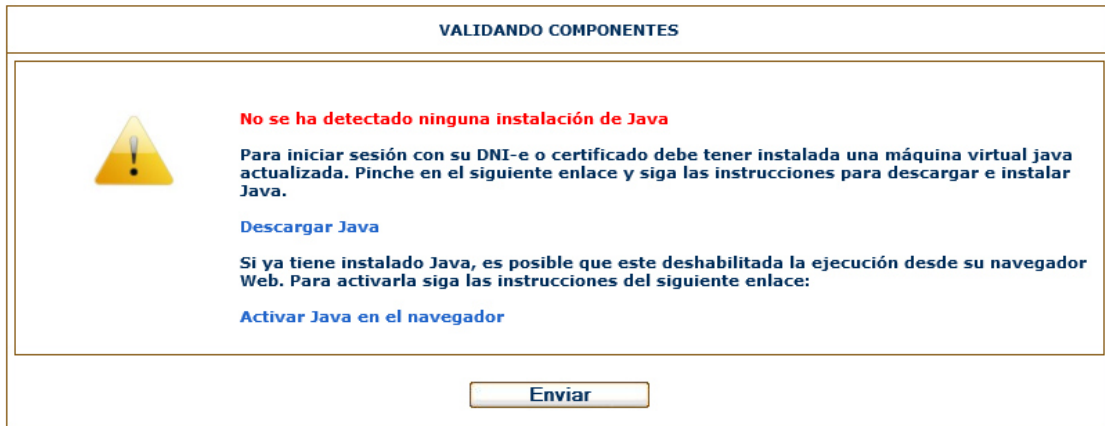 VALIDANDO COMPONENTES
No se ha detectado ninguna instalación de Java
Para iniciar sesión con su DNI-e o certificado debe tener instalada una máquina virtual java
actualizada. Pinche en el siguiente enlace y siga las instrucciones para descargar e instalar
Java.
Descargar Java
Si ya tiene instalado Java, es posible que este deshabilitada la ejecución desde su navegador
Web. Para activarla siga las instrucciones del siguiente enlace:
Activar Java en el navegador
Enviar